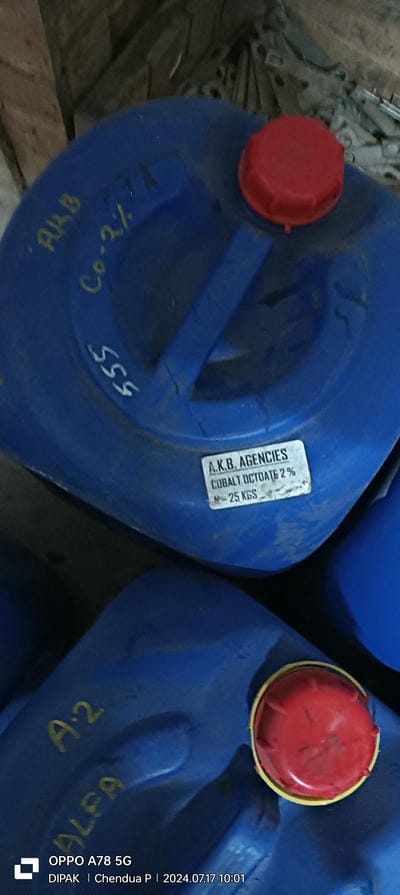 AKB
Co-2%
555
A.K.B. AGENCIES
COBALT OCTOATE 2 %
25 KGS
A.2
ALFA
OPPO A78 5G
DIPAK | Chendua P | 2024.07.17 10:01